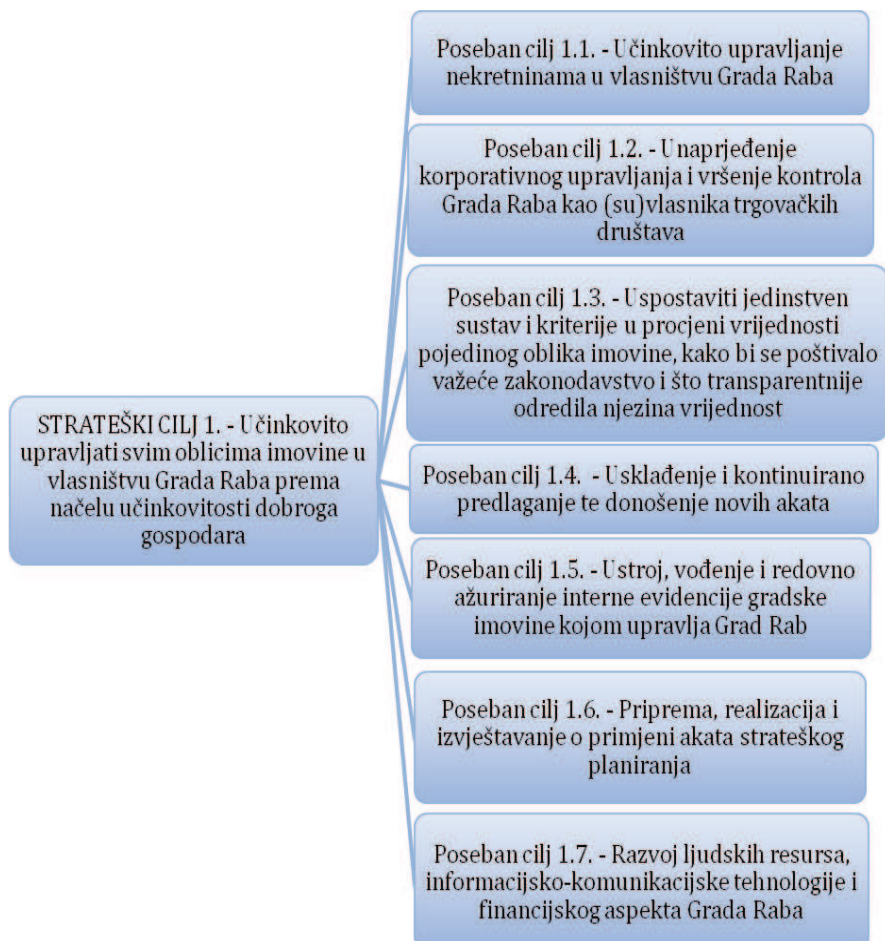 STRATEŠKI CILJ 1. - Učinkovito
upravljati svim oblicima imovine u
vlasništvu Grada Raba prema
načelu učinkovitosti dobroga
gospodara
Poseban cilj 1.1. - Učinkovito upravljanje
nekretninama u vlasništvu Grada Raba
Poseban cilj 1.2. - Unaprjeđenje
korporativnog upravljanja i vršenje kontrola
Grada Raba kao (su)vlasnika trgovačkih
društava
Poseban cilj 1.3. - Uspostaviti jedinstven
sustav i kriterije u procjeni vrijednosti
pojedinog oblika imovine, kako bi se poštivalo
važeće zakonodavstvo i što transparentnije
odredila njezina vrijednost
Poseban cilj 1.4. - Usklađenje i kontinuirano
predlaganje te donošenje novih akata
Poseban cilj 1.5. - Ustroj, vođenje i redovno
ažuriranje interne evidencije gradske
imovine kojom upravlja Grad Rab
Poseban cilj 1.6. - Priprema, realizacija i
izvještavanje o primjeni akata strateškog
planiranja
Poseban cilj 1.7. - Razvoj ljudskih resursa,
informacijsko-komunikacijske tehnologije i
financijskog aspekta Grada Raba